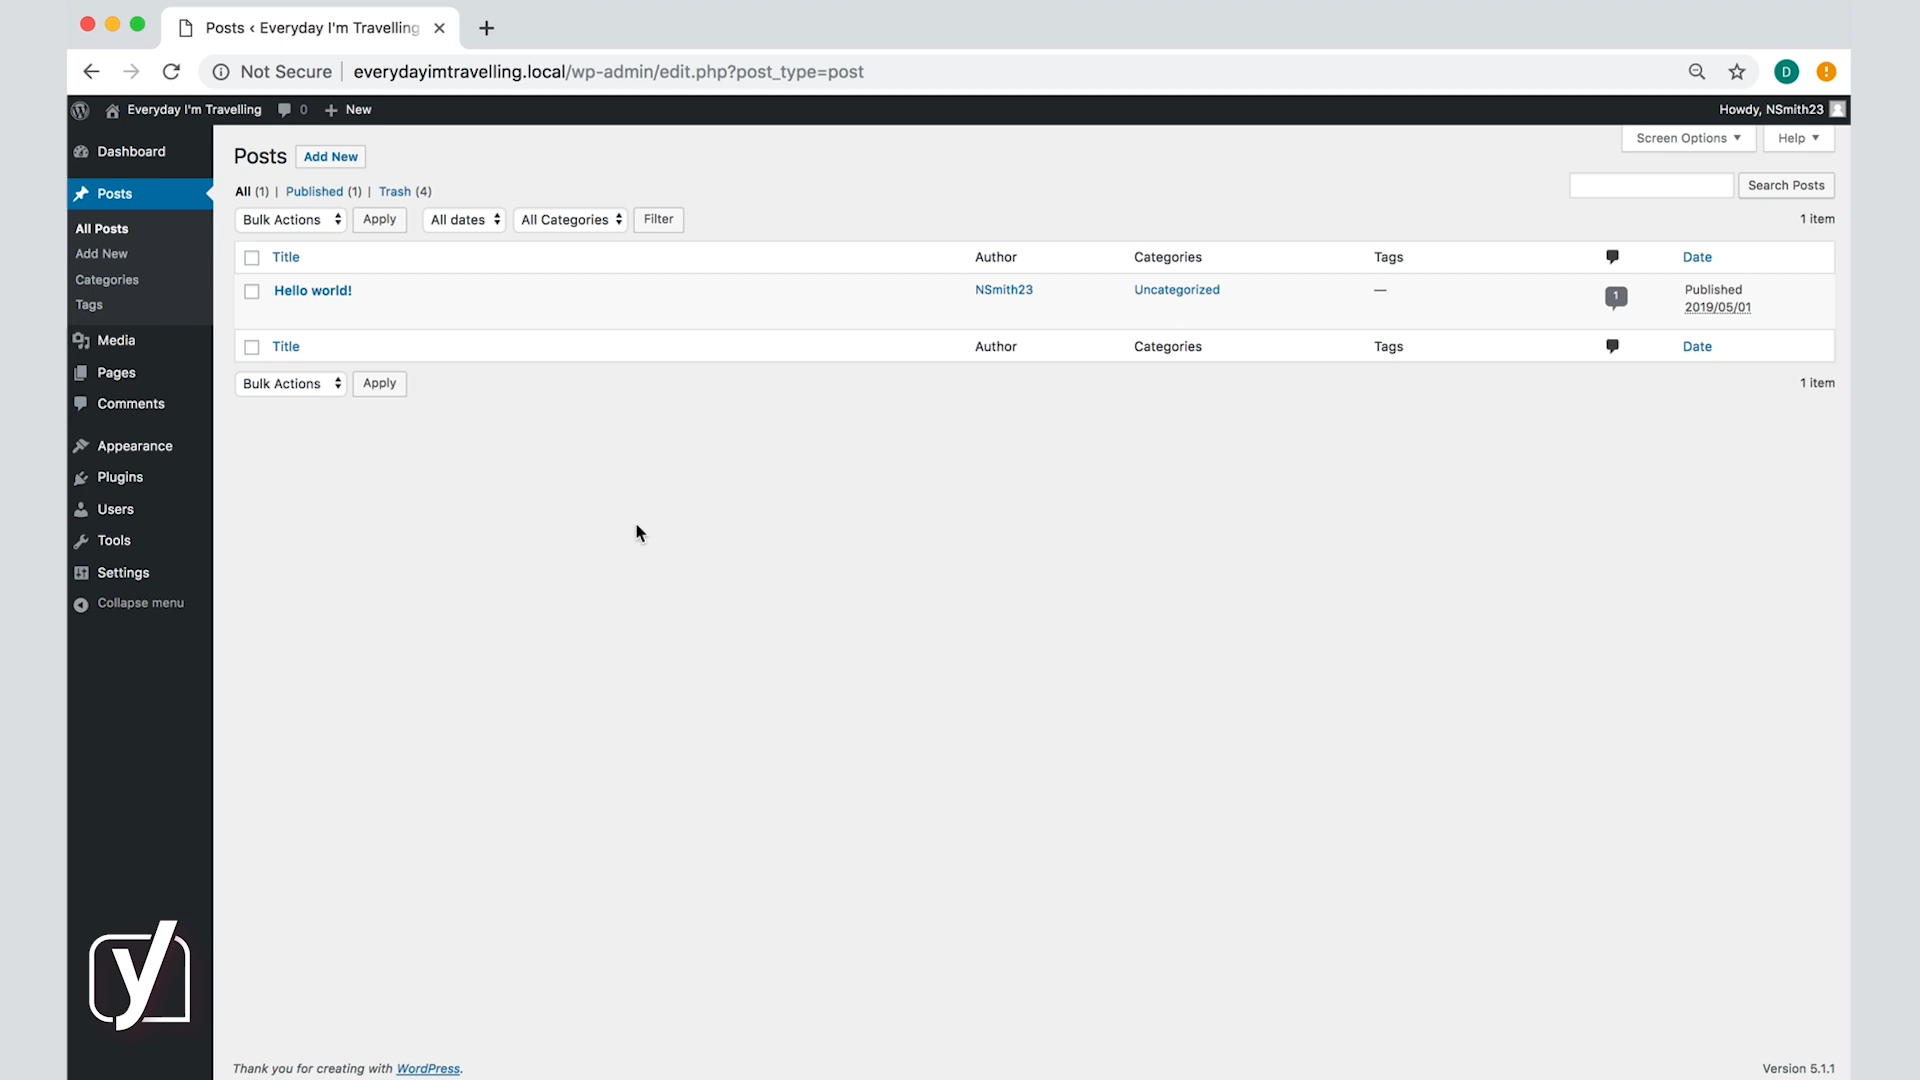 Posts ‹ Everyday I'm Travelling
Not Secure everydayimtravelling.local/wp-admin/edit.php?post_type=post
D
Everyday I'm Travelling 0 + New
Howdy, NSmith23
Dashboard
Posts
All Posts
Add New
Categories
Tags
Media
Pages
Comments
Appearance
Plugins
Users
Tools
Settings
Collapse menu
Screen Options Help
Posts Add New
All (1) | Published (1) | Trash (4)
Search Posts
Bulk Actions Apply All dates All Categories Filter
1 item
Title Author Categories Tags Date
Hello world! NSmith23 Uncategorized — 1 Published
2019/05/01
Title Author Categories Tags Date
Bulk Actions Apply
1 item
y
Thank you for creating with WordPress.
Version 5.1.1